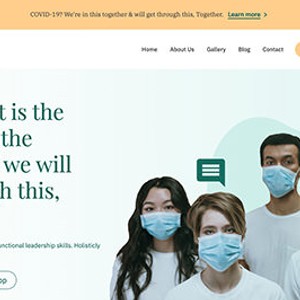 COVID-19? We're in this together & will get through this, Together. Learn more >
Home About Us Gallery Blog Contact
t is the
the
we will
h this,
nctional leadership skills. Holisticly
op